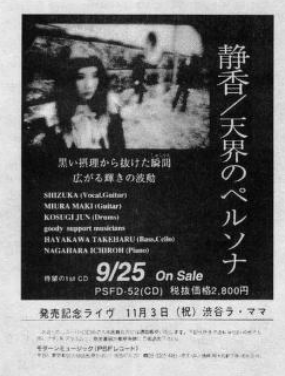 静香/天界のペルソナ
黒い摂理から抜けた瞬間
広がる輝きの波動
SHIZUKA (Vocal,Guitar)
MIURA MAKI (Guitar)
KOSUGI JUN (Drums)
goody support musicians
HAYAKAWA TAKEHARU (Bass,Cello)
NAGAHARA ICHIROH (Piano)
待望の1st CD 9/25 On Sale
PSFD-52(CD) 税抜価格2,800円
発売記念ライヴ 11月3日(祝)渋谷ラ・ママ
モダーンミュージック(PSFレコード)